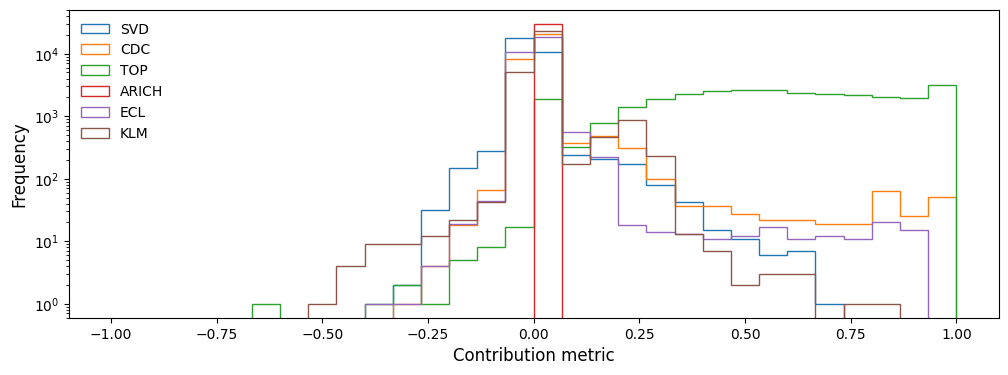 SVD
CDC
TOP
ARICH
ECL
KLM
Frequency
10⁴
10³
10²
10¹
10⁰
−1.00 −0.75 −0.50 −0.25 0.00 0.25 0.50 0.75 1.00
Contribution metric